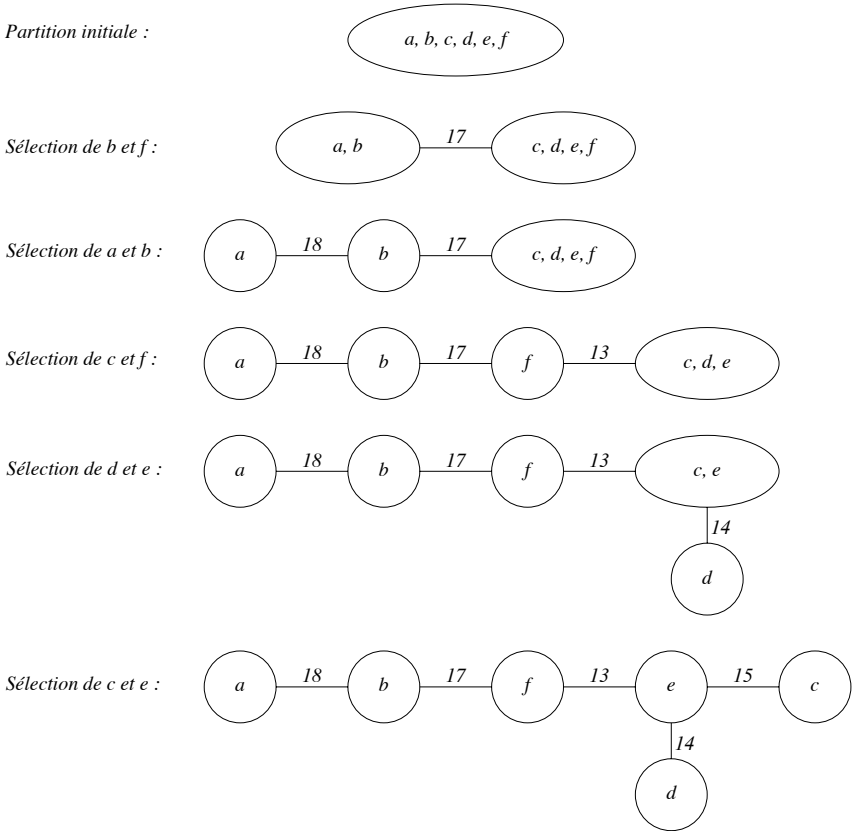 Partition initiale :
a, b, c, d, e, f
Sélection de b et f :
a, b
17
c, d, e, f
Sélection de a et b :
a
18
b
17
c, d, e, f
Sélection de c et f :
a
18
b
17
f
13
c, d, e
Sélection de d et e :
a
18
b
17
f
13
c, e
14
d
Sélection de c et e :
a
18
b
17
f
13
e
15
c
14
d